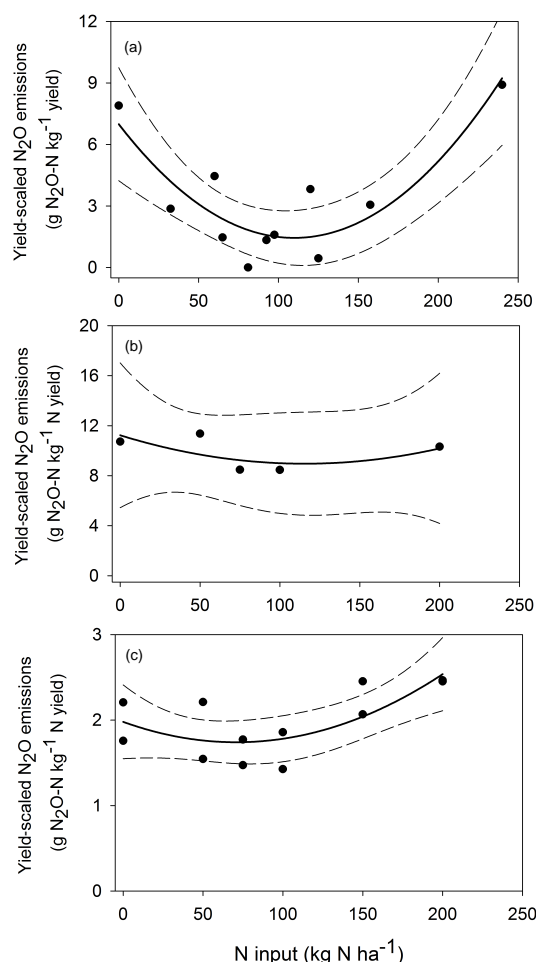 Yield-scaled N₂O emissions
(g N₂O-N kg⁻¹ yield)
(a)
12
9
6
3
0
0 50 100 150 200 250
Yield-scaled N₂O emissions
(g N₂O-N kg⁻¹ N yield)
(b)
20
16
12
8
4
0
0 50 100 150 200 250
Yield-scaled N₂O emissions
(g N₂O-N kg⁻¹ N yield)
(c)
3
2
1
0
0 50 100 150 200 250
N input (kg N ha⁻¹)